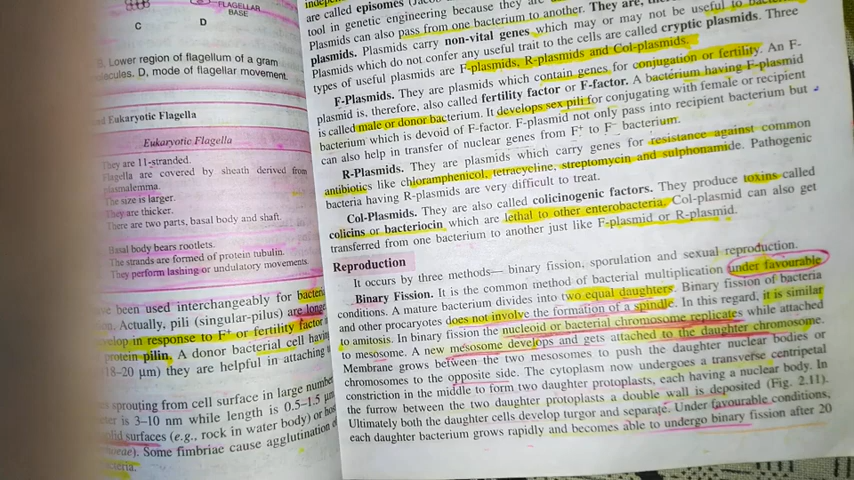 FLAGELLAR
BASE
C
D
B. Lower region of flagellum of a gram
D, mode of flagellar movement.
Eukaryotic Flagella
Eukaryotic Flagella
They are 11-stranded.
Flagella are covered by sheath derived from
plasmalemma.
The size is larger.
They are thicker.
There are two parts, basal body and shaft.
Basal body bears rootlets.
The strands are formed of protein tubulin.
They perform lashing or undulatory movements.
been used interchangeably for
Actually, pili (singular-pilus) are
in response to F+ or fertility factor
protein pilin. A donor bacterial cell
(18–20 μm) they are helpful in attaching
sprouting from cell surface in large
is 3–10 nm while length is 0.5–1.5
surfaces (e.g., rock in water body) or
Some fimbriae cause agglutination
are called episomes
tool in genetic engineering because they are
Plasmids can also pass from one bacterium to another. They are,
plasmids. Plasmids carry non-vital genes which may or may not be useful to
Plasmids which do not confer any useful trait to the cells are called cryptic plasmids. Three
types of useful plasmids are F-plasmids, R-plasmids and Col-plasmids.
F-Plasmids. They are plasmids which contain genes for conjugation or fertility. An F-
plasmid is, therefore, also called fertility factor or F-factor. A bacterium having F-plasmid
is called male or donor bacterium. It develops sex pili for conjugating with female or recipient
bacterium which is devoid of F-factor. F-plasmid not only pass into recipient bacterium but
can also help in transfer of nuclear genes from F+ to F− bacterium.
R-Plasmids. They are plasmids which carry genes for resistance against common
antibiotics like chloramphenicol, tetracycline, streptomycin and sulphonamide. Pathogenic
bacteria having R-plasmids are very difficult to treat.
Col-Plasmids. They are also called colicinogenic factors. They produce toxins called
colicins or bacteriocin which are lethal to other enterobacteria. Col-plasmid can also get
transferred from one bacterium to another just like F-plasmid or R-plasmid.
Reproduction
It occurs by three methods— binary fission, sporulation and sexual reproduction.
Binary Fission. It is the common method of bacterial multiplication under favourable
conditions. A mature bacterium divides into two equal daughters. Binary fission of bacteria
and other procaryotes does not involve the formation of a spindle. In this regard, it is similar
to amitosis. In binary fission the nucleoid or bacterial chromosome replicates while attached
to mesosome. A new mesosome develops and gets attached to the daughter chromosome.
Membrane grows between the two mesosomes to push the daughter nuclear bodies or
chromosomes to the opposite side. The cytoplasm now undergoes a transverse centripetal
constriction in the middle to form two daughter protoplasts, each having a nuclear body. In
the furrow between the two daughter protoplasts a double wall is deposited (Fig. 2.11).
Ultimately both the daughter cells develop turgor and separate. Under favourable conditions,
each daughter bacterium grows rapidly and becomes able to undergo binary fission after 20